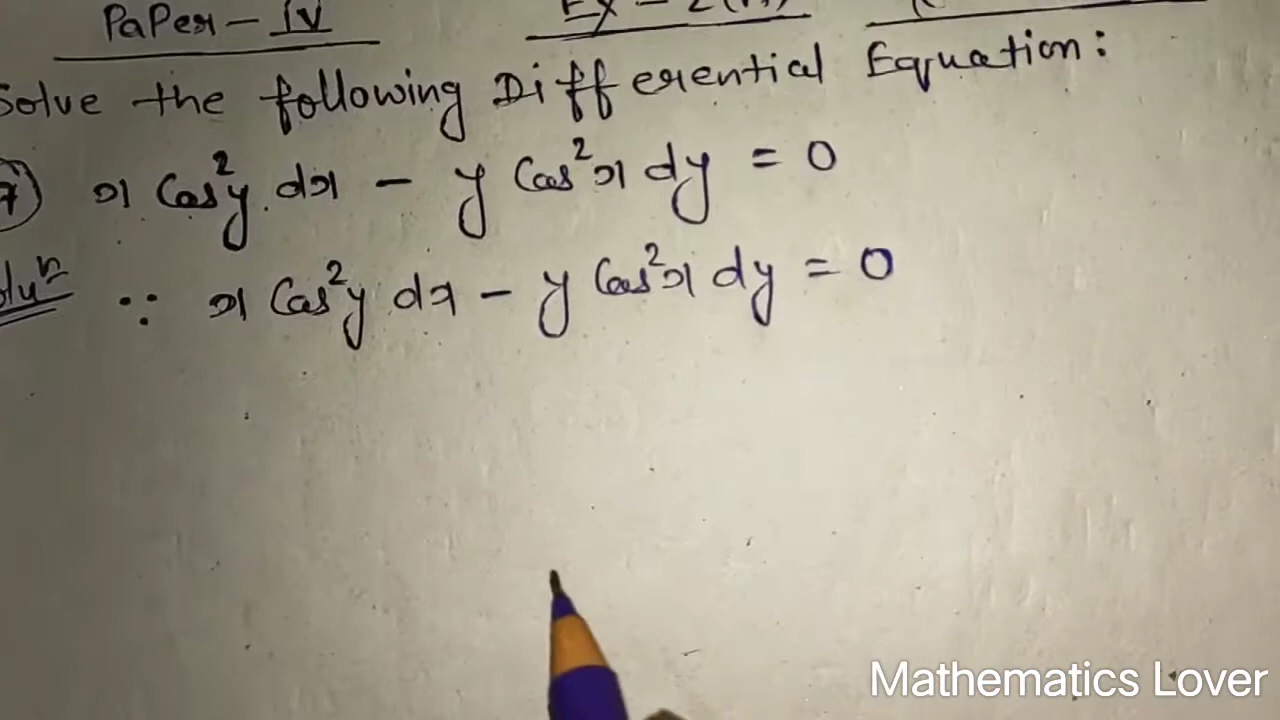 PaPer - IV
Solve the following Differential Equation:
7) x Cos²y dx - y Cos²x dy = 0
∵ x Cos²y dx - y Cos²x dy = 0
Mathematics Lover